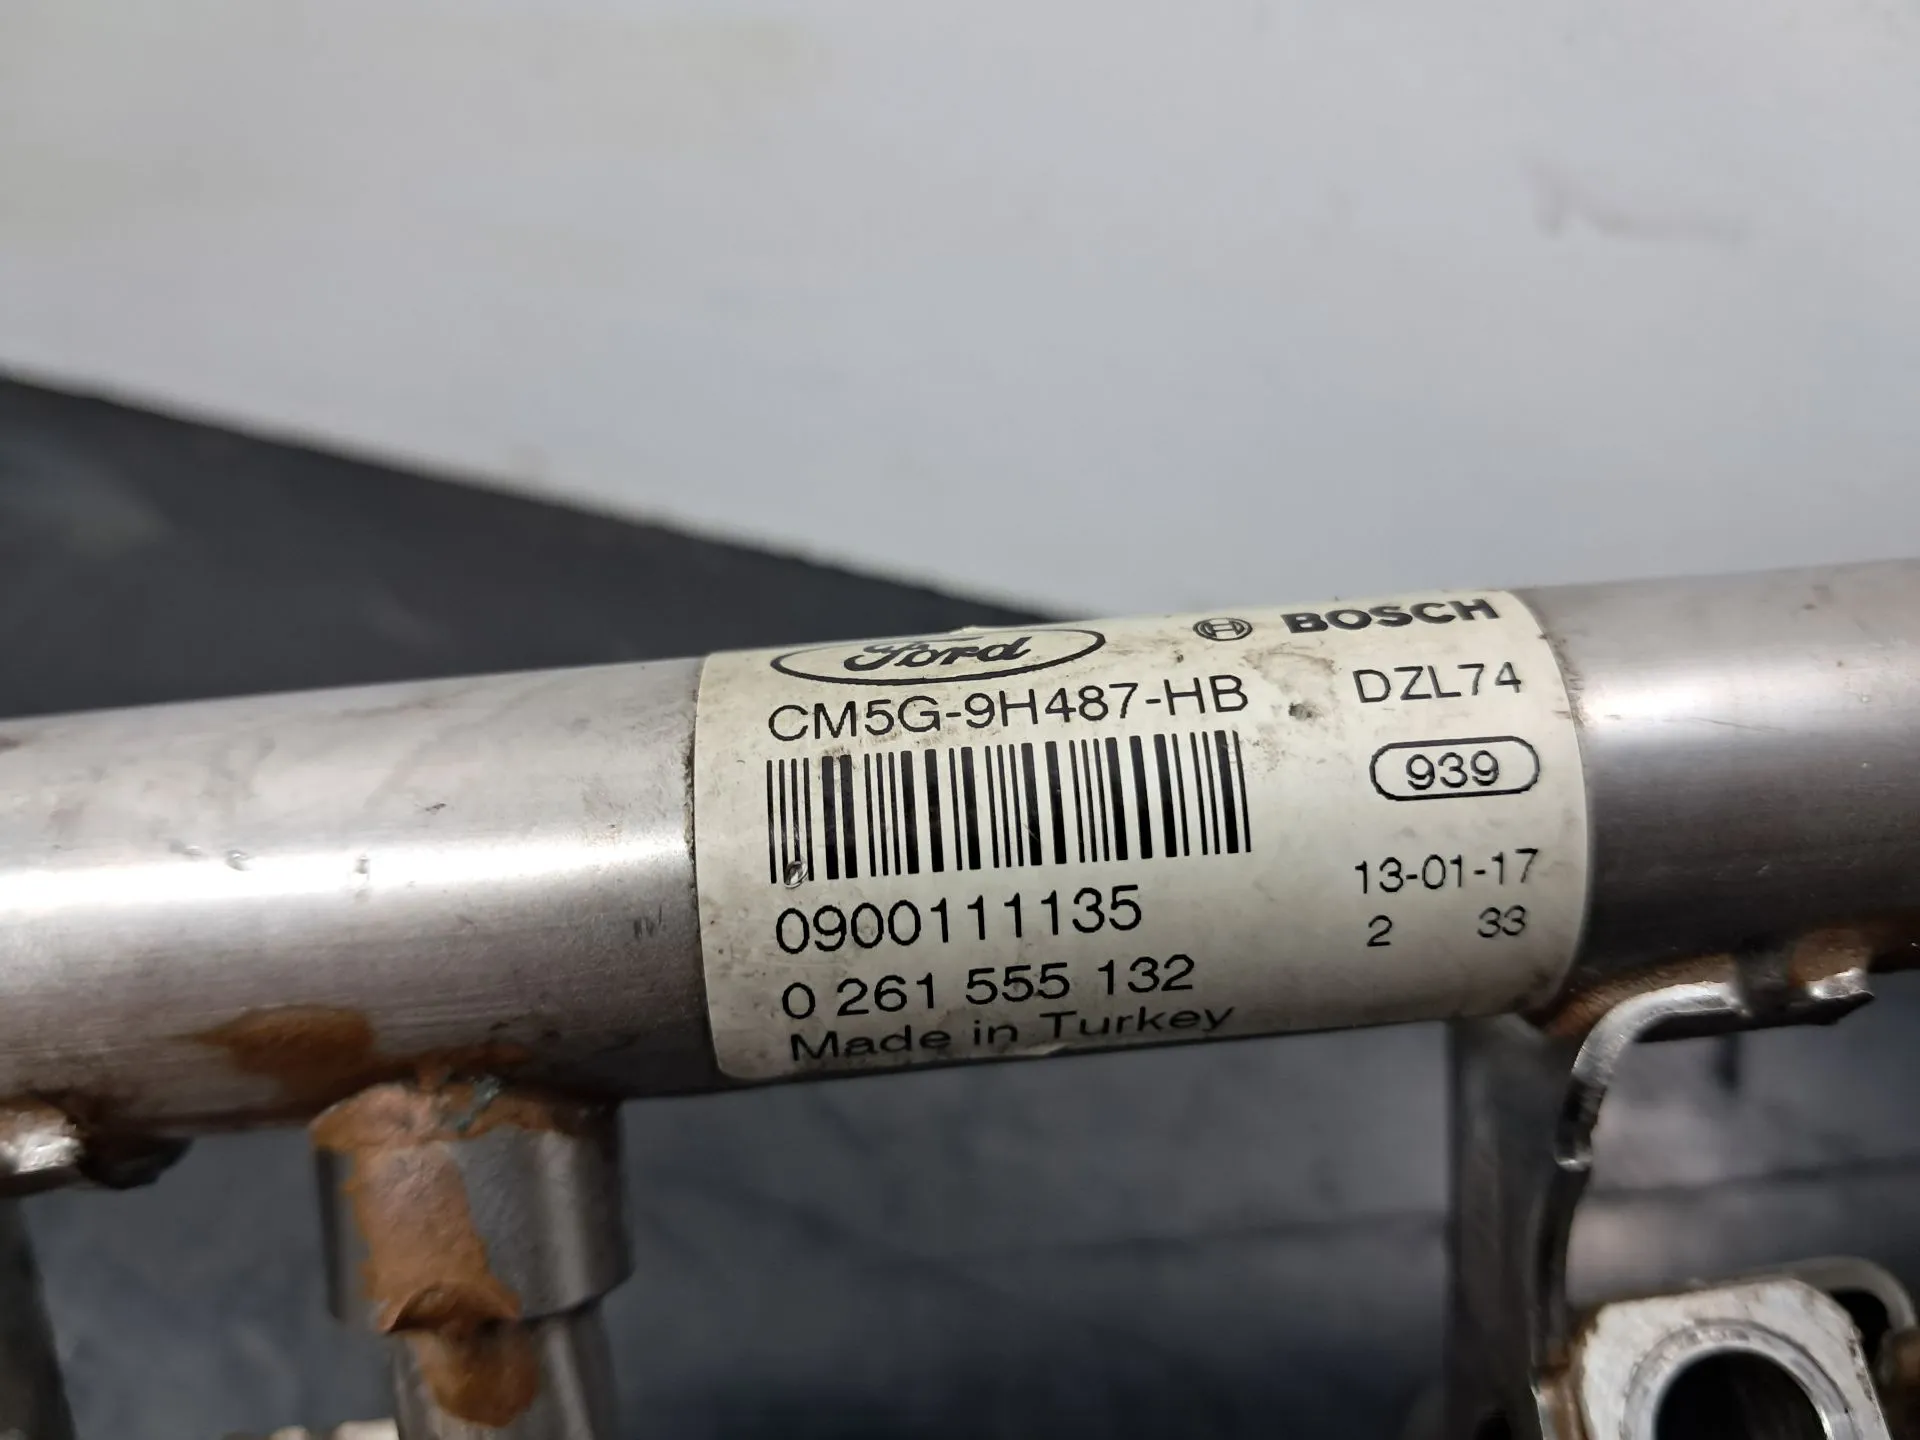 Ford
BOSCH
CM5G-9H487-HB
DZL74
939
0900111135
13-01-17
2 33
0 261 555 132
Made in Turkey